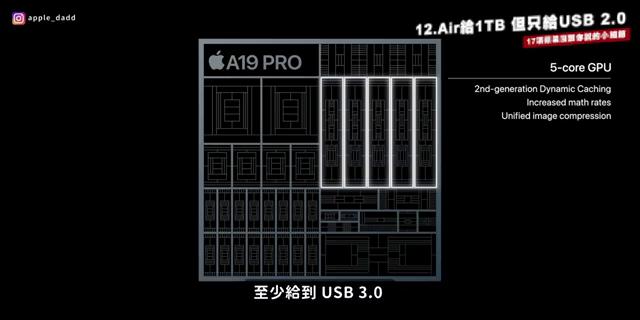 apple_dadd
12.Air給1TB 但只給USB 2.0
A19 PRO
5-core GPU
2nd-generation Dynamic Caching
Increased math rates
Unified image compression
至少給到 USB 3.0